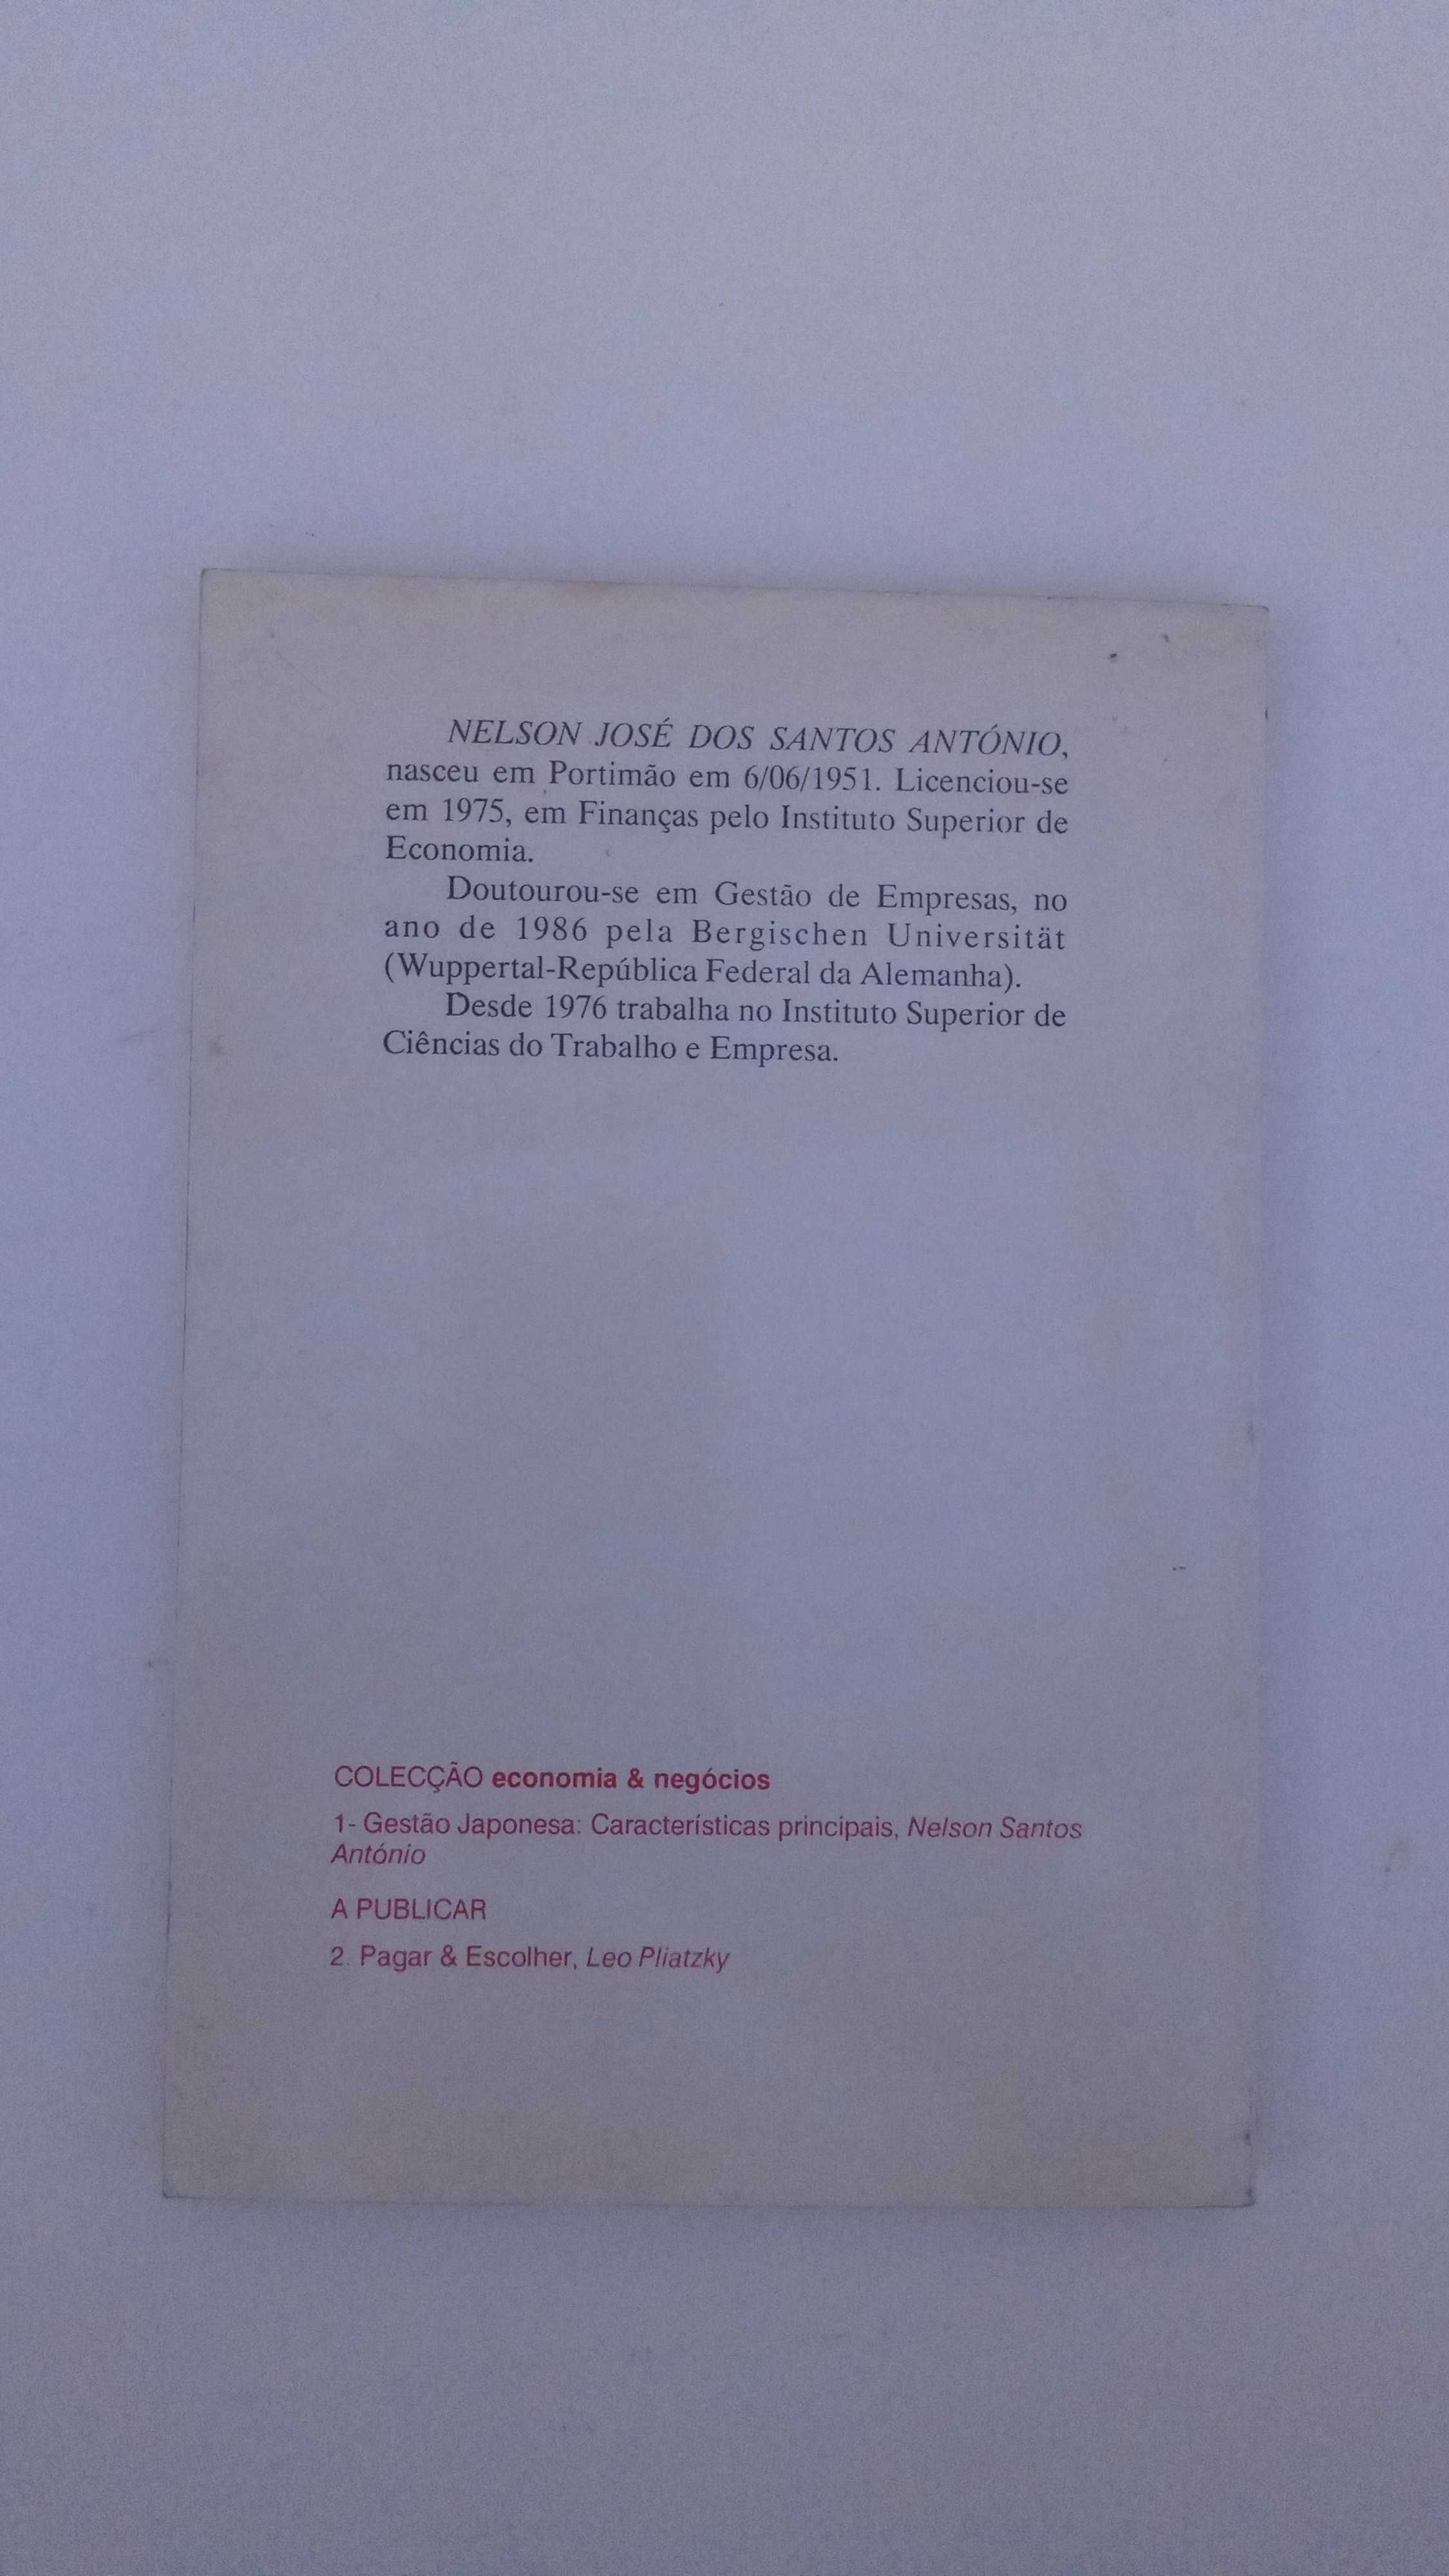 NELSON JOSÉ DOS SANTOS ANTÓNIO,
nasceu em Portimão em 6/06/1951. Licenciou-se
em 1975, em Finanças pelo Instituto Superior de
Economia.
Doutourou-se em Gestão de Empresas, no
ano de 1986 pela Bergischen Universität
(Wuppertal-República Federal da Alemanha).
Desde 1976 trabalha no Instituto Superior de
Ciências do Trabalho e Empresa.
COLECÇÃO economia & negócios
1- Gestão Japonesa: Características principais, Nelson Santos
António
A PUBLICAR
2. Pagar & Escolher, Leo Pliatzky